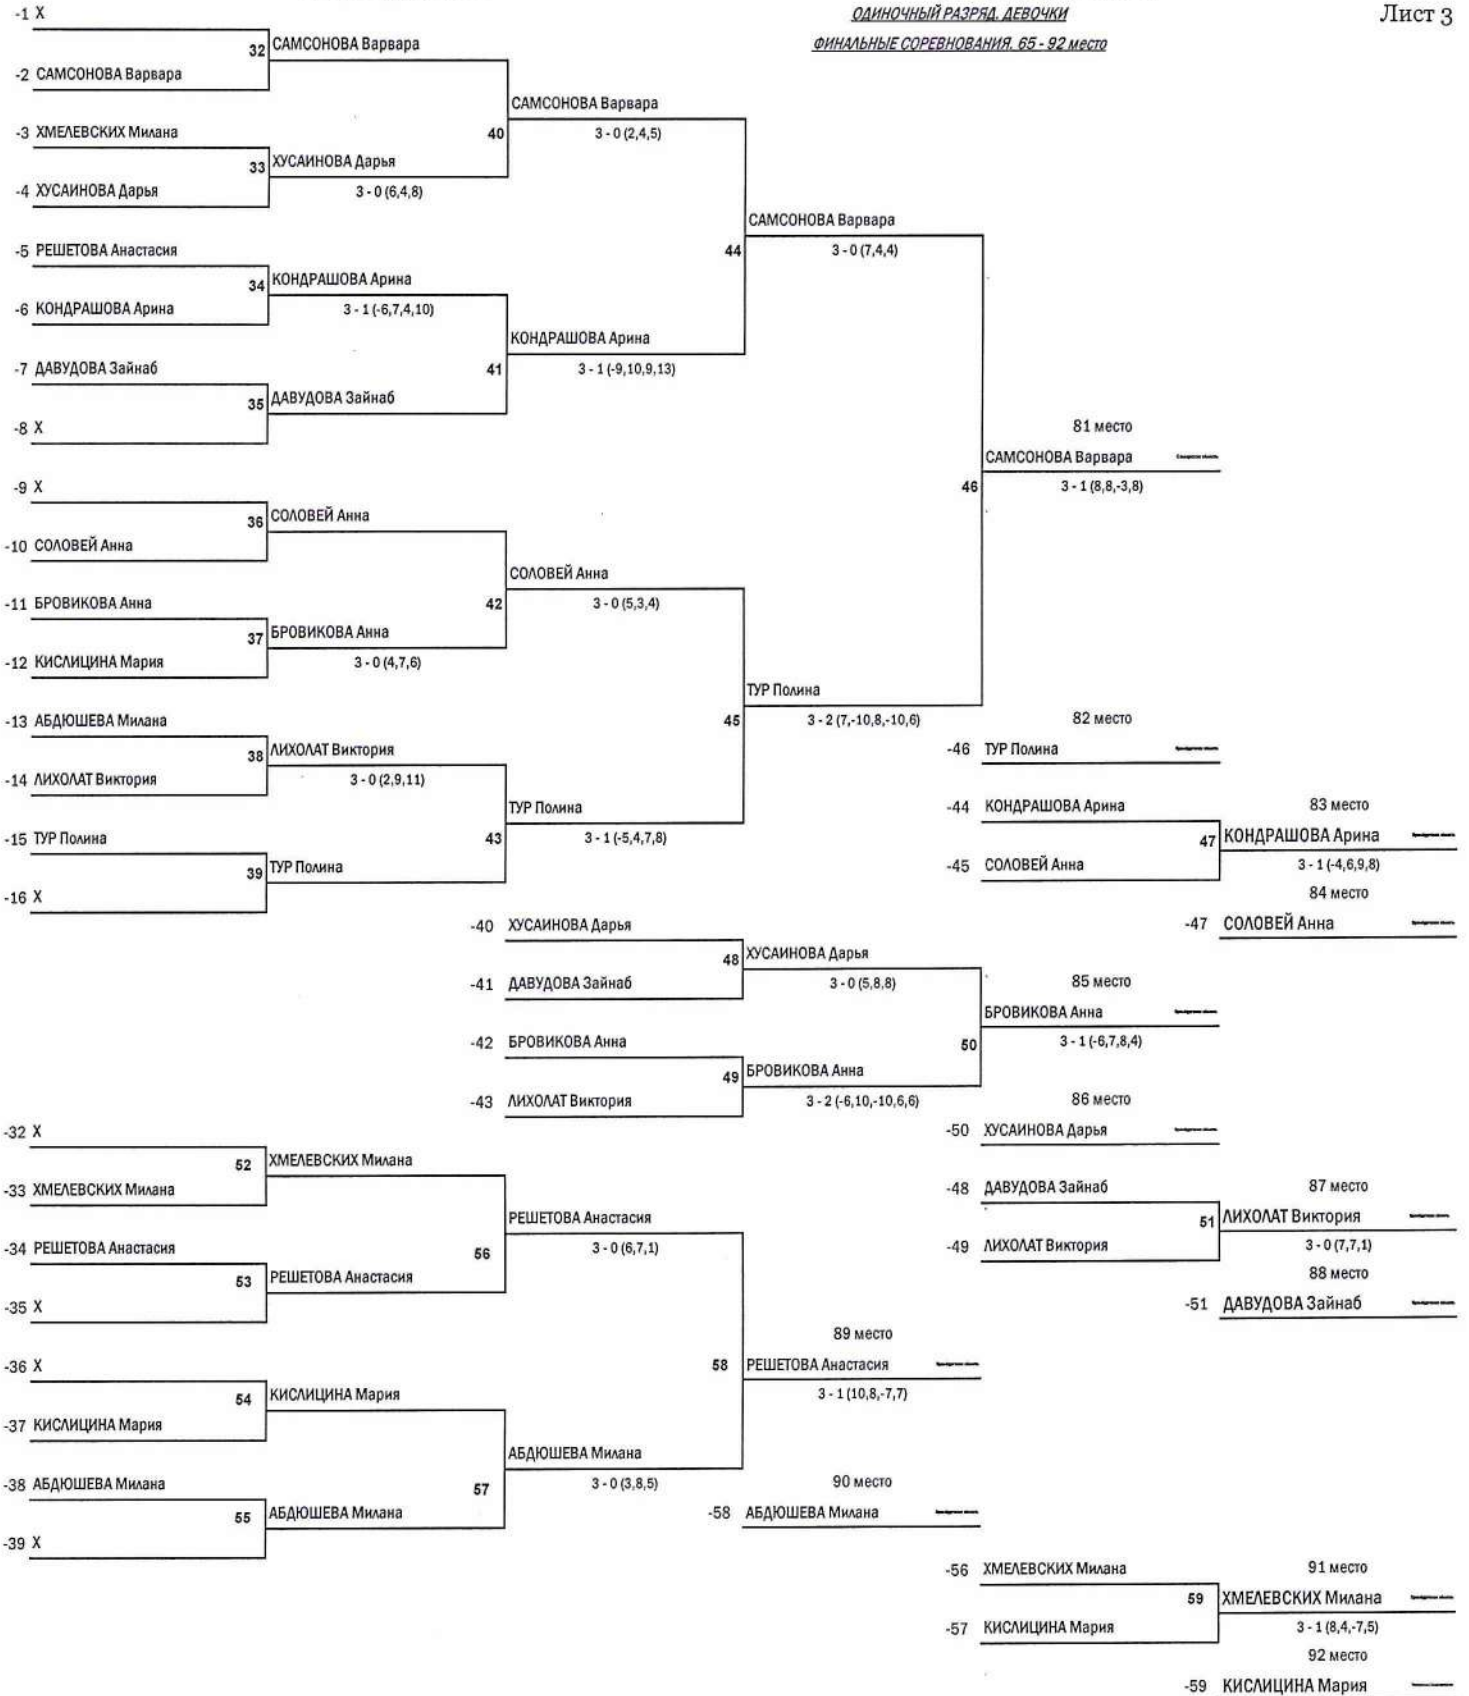 ОДИНОЧНЫЙ РАЗРЯД. ДЕВОЧКИ
Лист 3
ФИНАЛЬНЫЕ СОРЕВНОВАНИЯ. 65 - 92 место
-1 X
32 САМСОНОВА Варвара
-2 САМСОНОВА Варвара
САМСОНОВА Варвара
-3 ХМЕЛЕВСКИХ Милана
40
3 - 0 (2,4,5)
33 ХУСАИНОВА Дарья
-4 ХУСАИНОВА Дарья
3 - 0 (6,4,8)
САМСОНОВА Варвара
-5 РЕШЕТОВА Анастасия
44
3 - 0 (7,4,4)
34 КОНДРАШОВА Арина
-6 КОНДРАШОВА Арина
3 - 1 (-6,7,4,10)
КОНДРАШОВА Арина
-7 ДАВУДОВА Зайнаб
41
3 - 1 (-9,10,9,13)
35 ДАВУДОВА Зайнаб
-8 X
81 место
САМСОНОВА Варвара
-9 X
46
3 - 1 (8,8,-3,8)
36 СОЛОВЕЙ Анна
-10 СОЛОВЕЙ Анна
СОЛОВЕЙ Анна
-11 БРОВИКОВА Анна
42
3 - 0 (5,3,4)
37 БРОВИКОВА Анна
-12 КИСЛИЦИНА Мария
3 - 0 (4,7,6)
ТУР Полина
-13 АБДЮШЕВА Милана
45
3 - 2 (7,-10,8,-10,6)
82 место
38 ЛИХОЛАТ Виктория
-46 ТУР Полина
-14 ЛИХОЛАТ Виктория
3 - 0 (2,9,11)
ТУР Полина
-44 КОНДРАШОВА Арина
83 место
-15 ТУР Полина
43
3 - 1 (-5,4,7,8)
47 КОНДРАШОВА Арина
39 ТУР Полина
-45 СОЛОВЕЙ Анна
3 - 1 (-4,6,9,8)
-16 X
84 место
-40 ХУСАИНОВА Дарья
-47 СОЛОВЕЙ Анна
48 ХУСАИНОВА Дарья
-41 ДАВУДОВА Зайнаб
3 - 0 (5,8,8)
85 место
БРОВИКОВА Анна
-42 БРОВИКОВА Анна
50
3 - 1 (-6,7,8,4)
49 БРОВИКОВА Анна
-43 ЛИХОЛАТ Виктория
3 - 2 (-6,10,-10,6,6)
86 место
-32 X
-50 ХУСАИНОВА Дарья
52 ХМЕЛЕВСКИХ Милана
-33 ХМЕЛЕВСКИХ Милана
-48 ДАВУДОВА Зайнаб
87 место
РЕШЕТОВА Анастасия
51 ЛИХОЛАТ Виктория
-34 РЕШЕТОВА Анастасия
56
3 - 0 (6,7,1)
-49 ЛИХОЛАТ Виктория
3 - 0 (7,7,1)
53 РЕШЕТОВА Анастасия
88 место
-35 X
-51 ДАВУДОВА Зайнаб
89 место
-36 X
58 РЕШЕТОВА Анастасия
54 КИСЛИЦИНА Мария
3 - 1 (10,8,-7,7)
-37 КИСЛИЦИНА Мария
АБДЮШЕВА Милана
-38 АБДЮШЕВА Милана
57
3 - 0 (3,8,5)
90 место
55 АБДЮШЕВА Милана
-58 АБДЮШЕВА Милана
-39 X
-56 ХМЕЛЕВСКИХ Милана
91 место
59 ХМЕЛЕВСКИХ Милана
-57 КИСЛИЦИНА Мария
3 - 1 (8,4,-7,5)
92 место
-59 КИСЛИЦИНА Мария